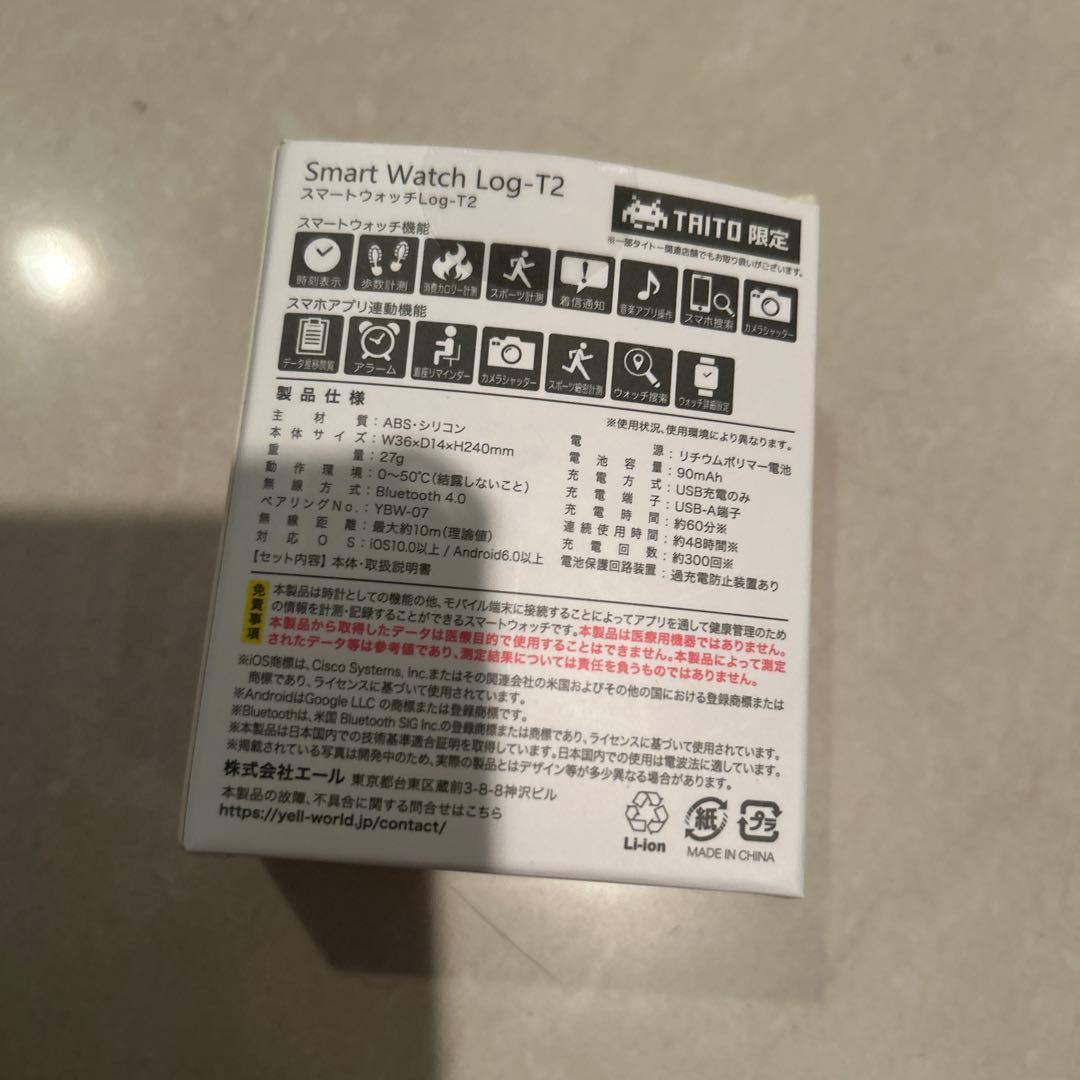 Smart Watch Log-T2
スマートウォッチLog-T2
TAITO 限定
※一部タイトー関連店舗でもお取り扱いがございます。
スマートウォッチ機能
時刻表示 歩数計測 消費カロリー計測 スポーツ計測 着信通知 音楽アプリ操作 スマホ捜索 カメラシャッター
スマホアプリ連動機能
データ推移閲覧 アラーム 着座リマインダー カメラシャッター スポーツ細密計測 ウォッチ捜索 ウォッチ詳細設定
製品仕様
※使用状況、使用環境により異なります。
主材質：ABS・シリコン
本体サイズ：W36×D14×H240mm
重量：27g
動作環境：0～50℃（結露しないこと）
無線方式：Bluetooth 4.0
ペアリングNo.：YBW-07
無線距離：最大約10m（理論値）
対応OS：iOS10.0以上 / Android6.0以上
【セット内容】本体・取扱説明書
電源：リチウムポリマー電池
電池容量：90mAh
充電方式：USB充電のみ
充電端子：USB-A端子
充電時間：約60分※
連続使用時間：約48時間※
充電回数：約300回※
電池保護回路装置：過充電防止装置あり
免責事項
本製品は時計としての機能の他、モバイル端末に接続することによってアプリを通して健康管理のため
の情報を計測・記録することができるスマートウォッチです。本製品は医療用機器ではありません。
本製品から取得したデータは医療目的で使用することはできません。本製品によって測定
されたデータ等は参考値であり、測定結果については責任を負うものではありません。
※iOS商標は、Cisco Systems, Inc.またはその関連会社の米国およびその他の国における登録商標または
商標であり、ライセンスに基づいて使用されています。
※AndroidはGoogle LLC の商標または登録商標です。
※Bluetoothは、米国 Bluetooth SIG Inc.の登録商標または商標であり、ライセンスに基づいて使用されています。
※本製品は日本国内での技術基準適合証明を取得しています。日本国内での使用は電波法に適しています。
※掲載されている写真は開発中のため、実際の製品とはデザイン等が多少異なる場合があります。
株式会社エール 東京都台東区蔵前3-8-8神沢ビル
本製品の故障、不具合に関する問合せはこちら
https://yell-world.jp/contact/
Li-ion
紙
プラ
MADE IN CHINA